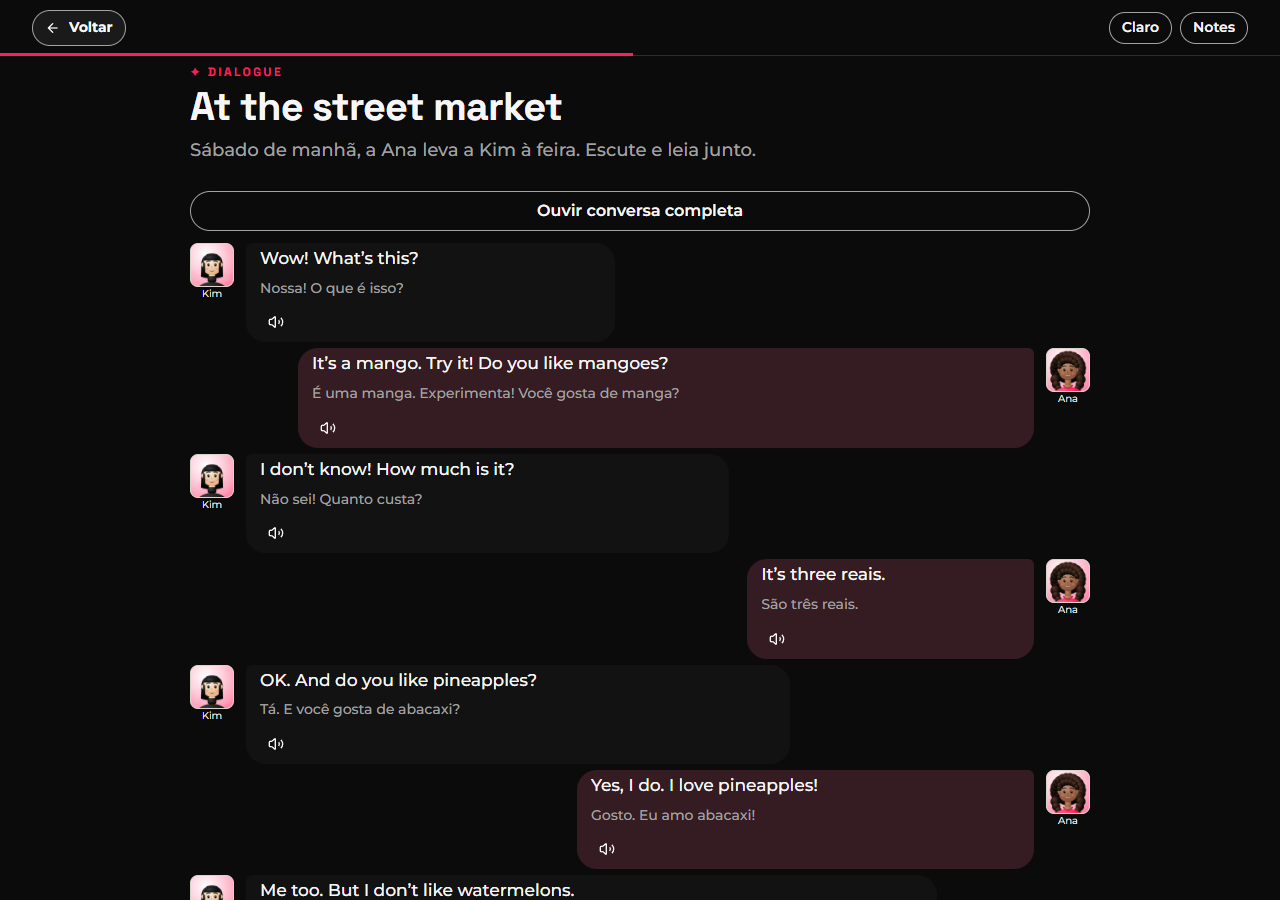 Voltar
Claro
Notes
DIALOGUE
At the street market
Sábado de manhã, a Ana leva a Kim à feira. Escute e leia junto.
Ouvir conversa completa
Wow! What’s this?
Nossa! O que é isso?
Kim
It’s a mango. Try it! Do you like mangoes?
É uma manga. Experimenta! Você gosta de manga?
Ana
I don’t know! How much is it?
Não sei! Quanto custa?
Kim
It’s three reais.
São três reais.
Ana
OK. And do you like pineapples?
Tá. E você gosta de abacaxi?
Kim
Yes, I do. I love pineapples!
Gosto. Eu amo abacaxi!
Ana
Me too. But I don’t like watermelons.